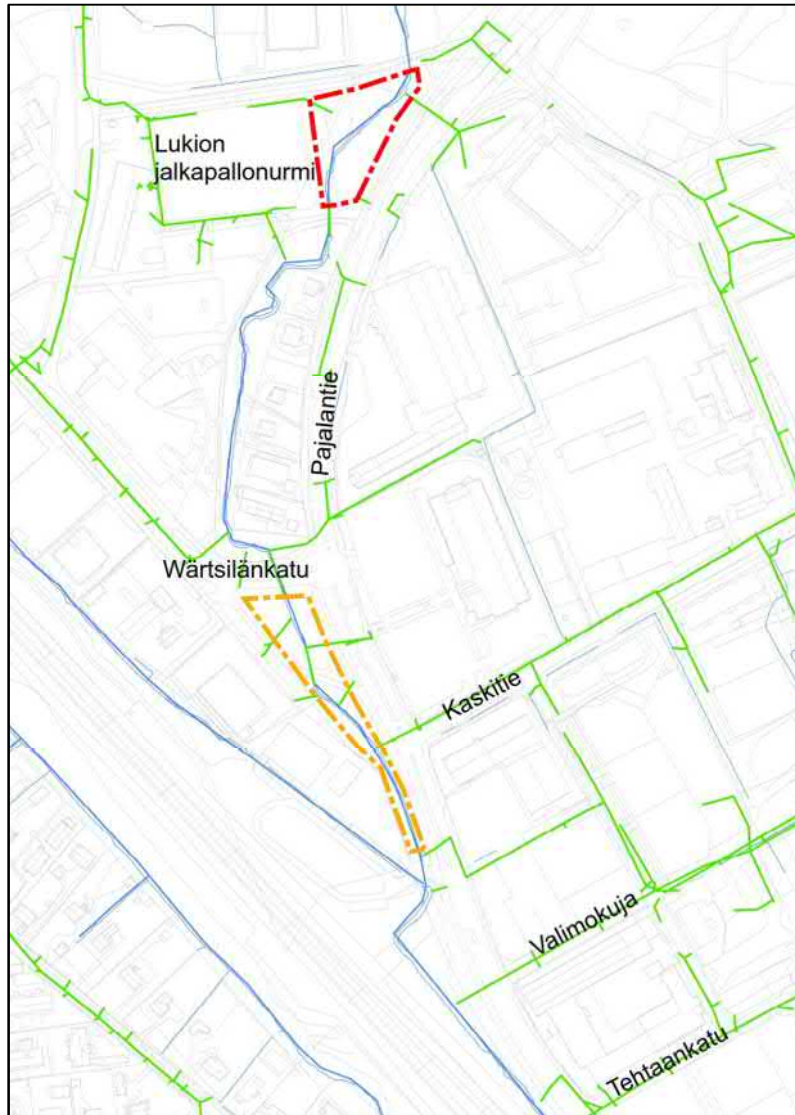 Lukion
jalkapallonurmi
Pajalantie
Wärtsilänkatu
Kaskitie
Valimokuja
Tehtaankatu